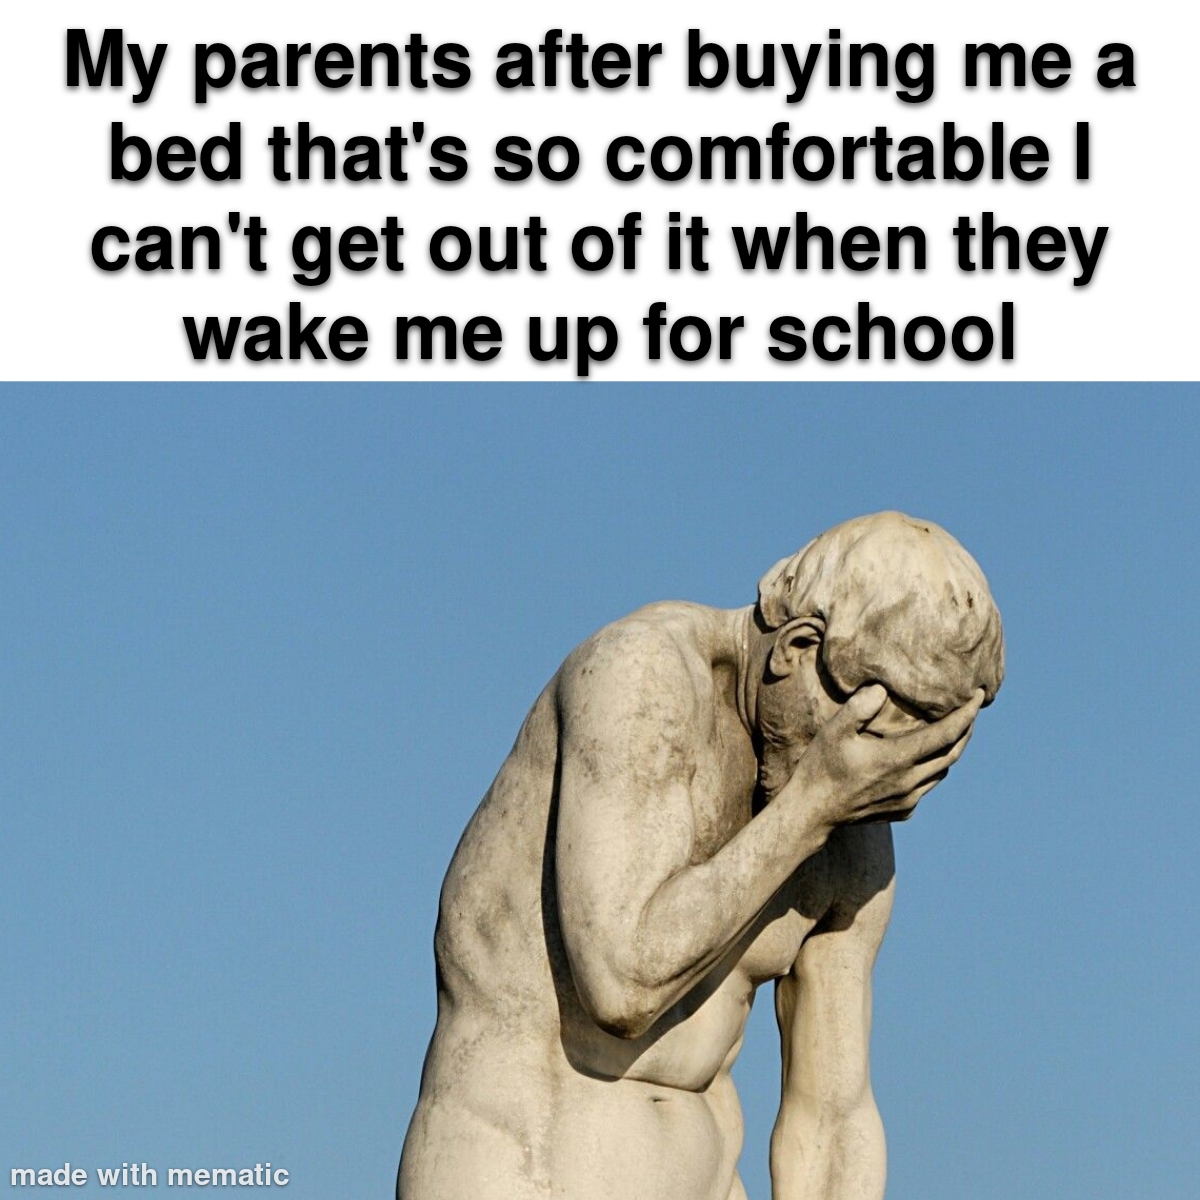 My parents after buying me a
bed that's so comfortable I
can't get out of it when they
wake me up for school
made with mematic